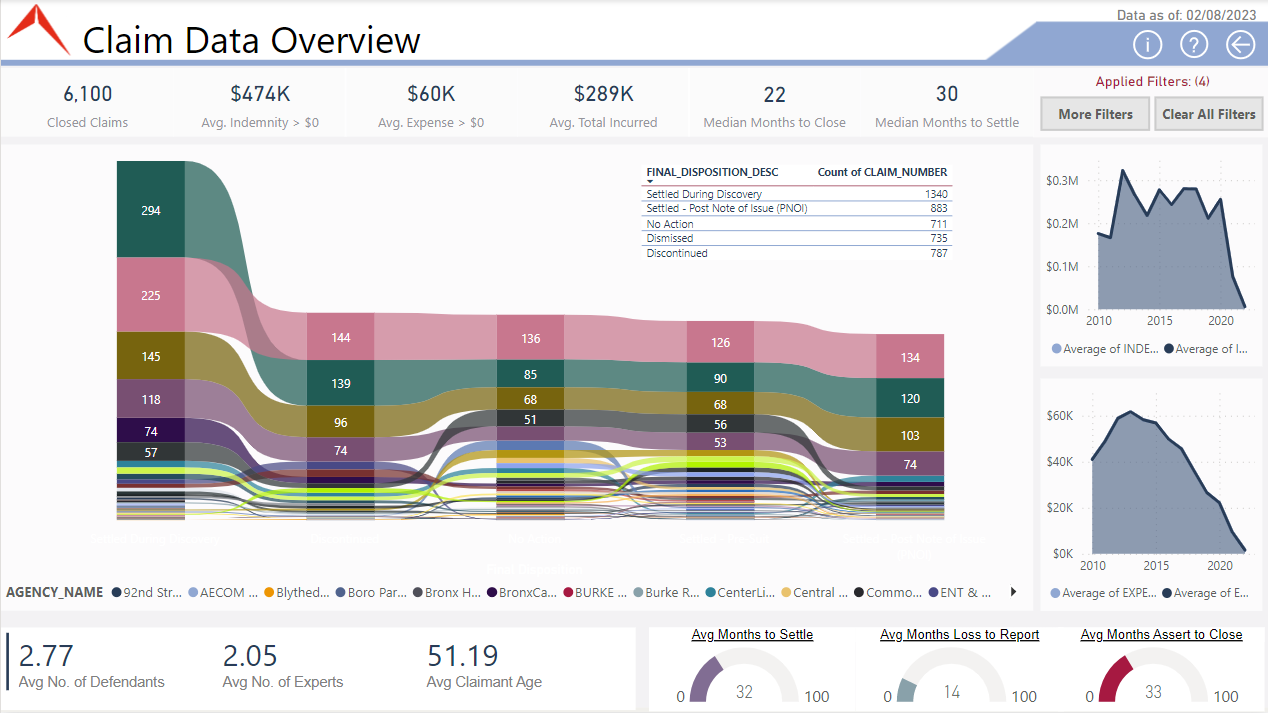 Data as of: 02/08/2023
Claim Data Overview
6,100
Closed Claims
$474K
Avg. Indemnity > $0
$60K
Avg. Expense > $0
$289K
Avg. Total Incurred
22
Median Months to Close
30
Median Months to Settle
Applied Filters: (4)
More Filters
Clear All Filters
FINAL_DISPOSITION_DESC Count of CLAIM_NUMBER
Settled During Discovery 1340
Settled - Post Note of Issue (PNOI) 883
No Action 711
Dismissed 735
Discontinued 787
294
225
145
118
74
57
144
139
96
74
136
85
68
51
126
90
68
56
53
134
120
103
74
AGENCY_NAME 92nd Str... AECOM ... Blythed... Boro Par... Bronx H... BronxCa... BURKE ... Burke R... CenterLi... Central ... Commo... ENT & ...
$0.3M
$0.2M
$0.1M
$0.0M
2010 2015 2020
Average of INDE... Average of I...
$60K
$40K
$20K
$0K
2010 2015 2020
Average of EXPE... Average of E...
2.77
Avg No. of Defendants
2.05
Avg No. of Experts
51.19
Avg Claimant Age
Avg Months to Settle
0 32 100
Avg Months Loss to Report
0 14 100
Avg Months Assert to Close
0 33 100